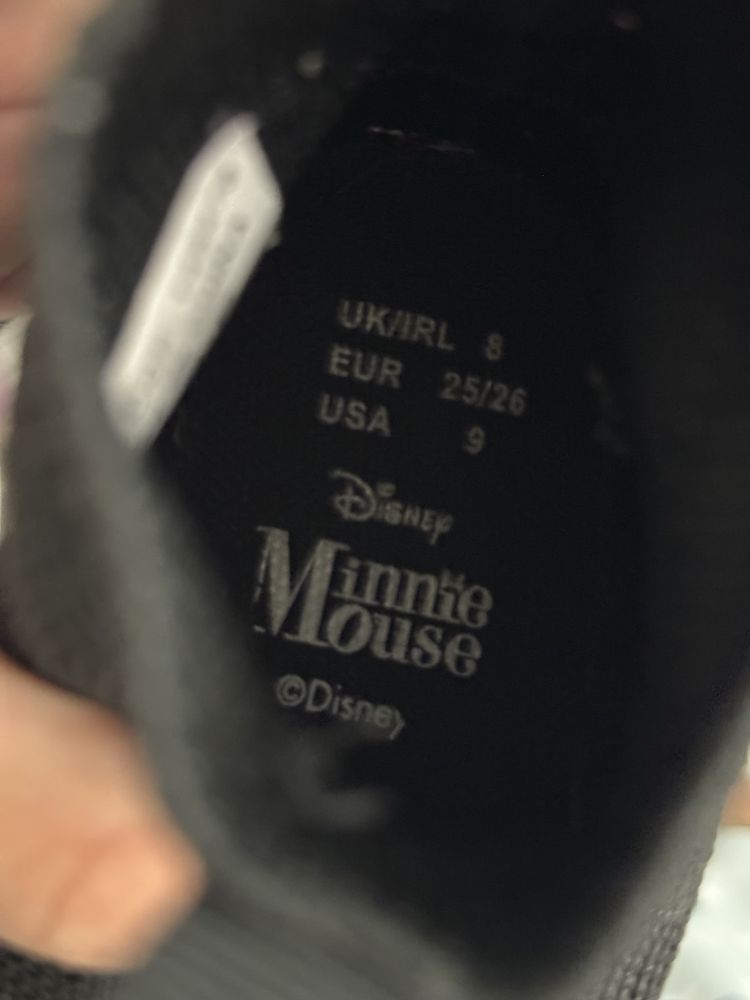 UK/IRL 8
EUR 25/26
USA 9
Disney
Minnie
Mouse
©Disney